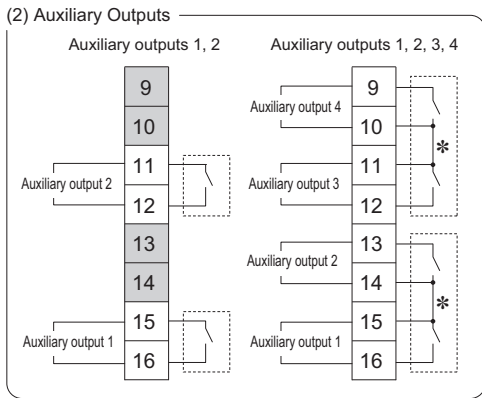 (2) Auxiliary Outputs
Auxiliary outputs 1, 2
Auxiliary outputs 1, 2, 3, 4
9
10
11
Auxiliary output 2
12
13
14
15
Auxiliary output 1
16
9
Auxiliary output 4
10
*
11
Auxiliary output 3
12
13
Auxiliary output 2
14
*
15
Auxiliary output 1
16